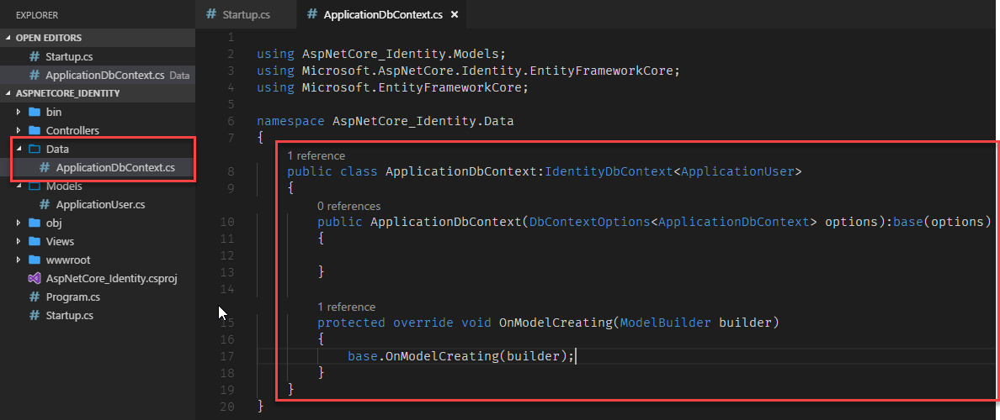 EXPLORER
OPEN EDITORS
Startup.cs
ApplicationDbContext.cs Data
ASPNETCORE_IDENTITY
bin
Controllers
Data
ApplicationDbContext.cs
Models
ApplicationUser.cs
obj
Views
wwwroot
AspNetCore_Identity.csproj
Program.cs
Startup.cs
Startup.cs ApplicationDbContext.cs ×
1
2 using AspNetCore_Identity.Models;
3 using Microsoft.AspNetCore.Identity.EntityFrameworkCore;
4 using Microsoft.EntityFrameworkCore;
5
6 namespace AspNetCore_Identity.Data
7 {
1 reference
8 public class ApplicationDbContext:IdentityDbContext<ApplicationUser>
9 {
0 references
10 public ApplicationDbContext(DbContextOptions<ApplicationDbContext> options):base(options)
11 {
12
13 }
14
1 reference
15 protected override void OnModelCreating(ModelBuilder builder)
16 {
17 base.OnModelCreating(builder);
18 }
19 }
20 }